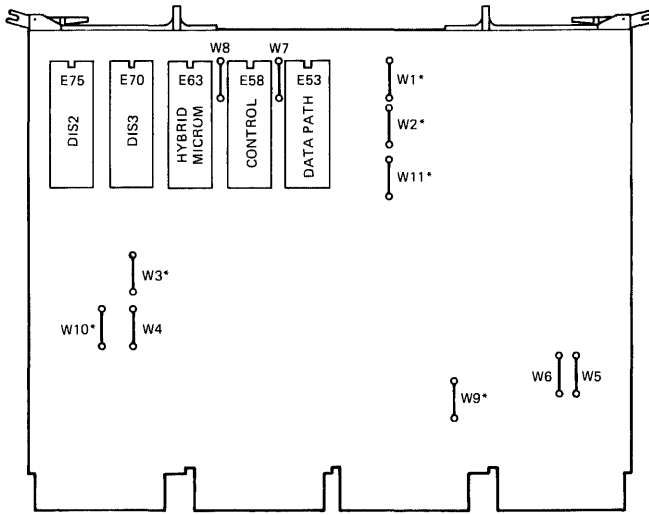 W8
W7
E75
E70
E63
E58
E53
DIS2
DIS3
HYBRID
MICROM
CONTROL
DATA PATH
W1*
W2*
W11*
W3*
W10*
W4
W6
W5
W9*